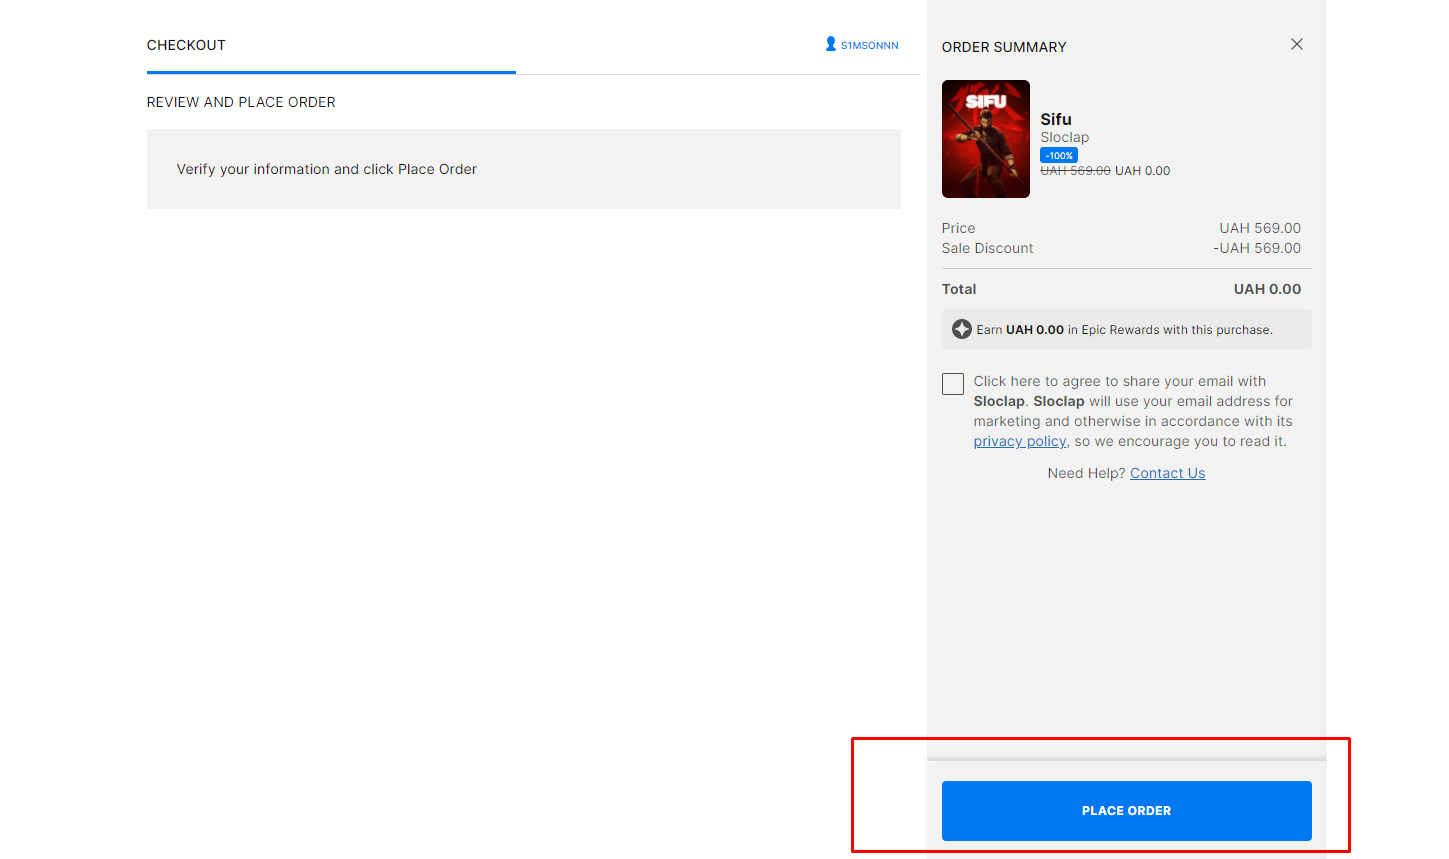 CHECKOUT
S1MSONNN
REVIEW AND PLACE ORDER
Verify your information and click Place Order
ORDER SUMMARY
SIFU
Sifu
Sloclap
-100%
UAH 569.00 UAH 0.00
Price UAH 569.00
Sale Discount -UAH 569.00
Total UAH 0.00
Earn UAH 0.00 in Epic Rewards with this purchase.
Click here to agree to share your email with
Sloclap. Sloclap will use your email address for
marketing and otherwise in accordance with its
privacy policy, so we encourage you to read it.
Need Help? Contact Us
PLACE ORDER